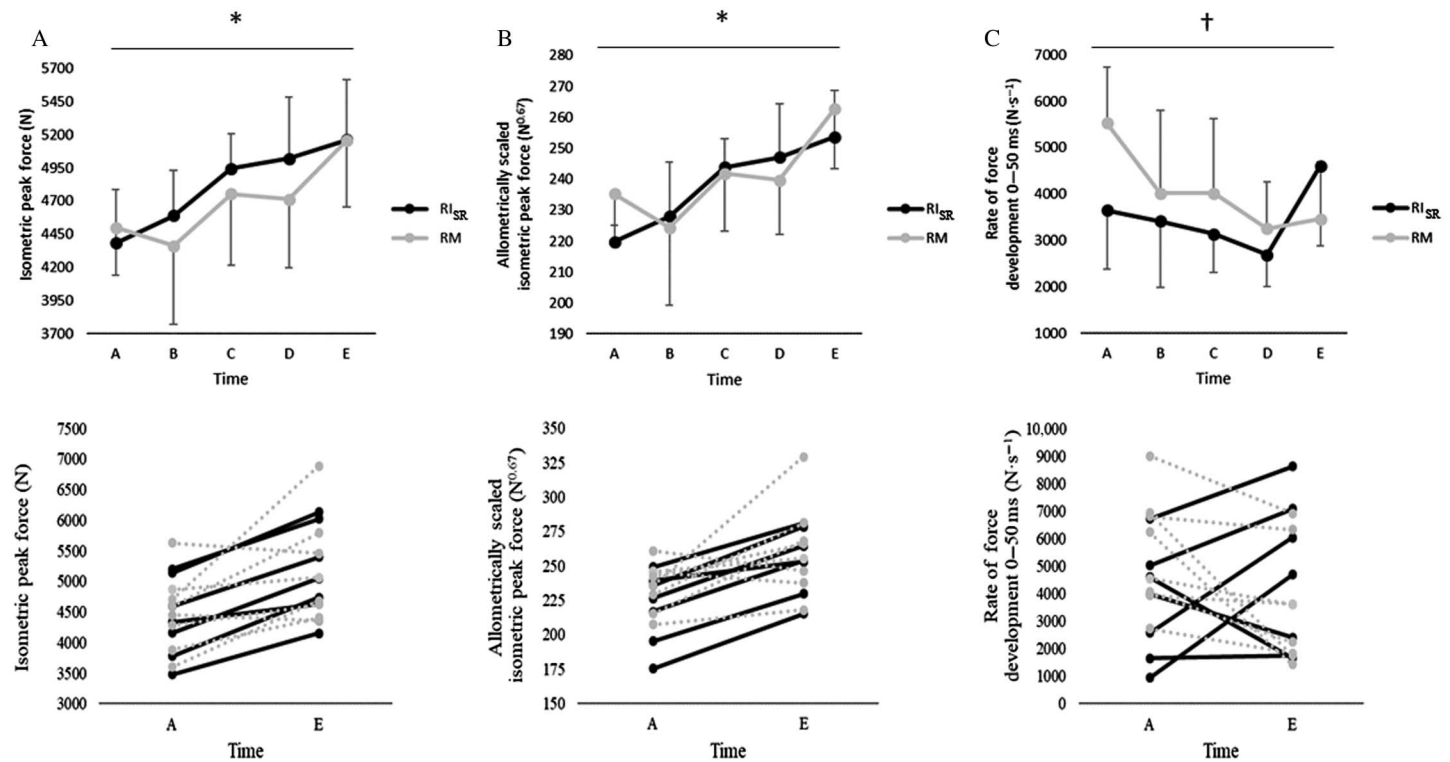 A
*
Isometric peak force (N)
5700
5450
5200
4950
4700
4450
4200
3950
3700
A B C D E
Time
RISR
RM
B
*
Allometrically scaled
isometric peak force (N0.67)
280
270
260
250
240
230
220
210
200
190
A B C D E
Time
RISR
RM
C
†
Rate of force
development 0–50 ms (N·s−1)
7000
6000
5000
4000
3000
2000
1000
A B C D E
Time
RISR
RM
Isometric peak force (N)
7500
7000
6500
6000
5500
5000
4500
4000
3500
3000
A E
Time
Allometrically scaled
isometric peak force (N0.67)
350
325
300
275
250
225
200
175
150
A E
Time
Rate of force
development 0–50 ms (N·s−1)
10,000
9000
8000
7000
6000
5000
4000
3000
2000
1000
0
A E
Time